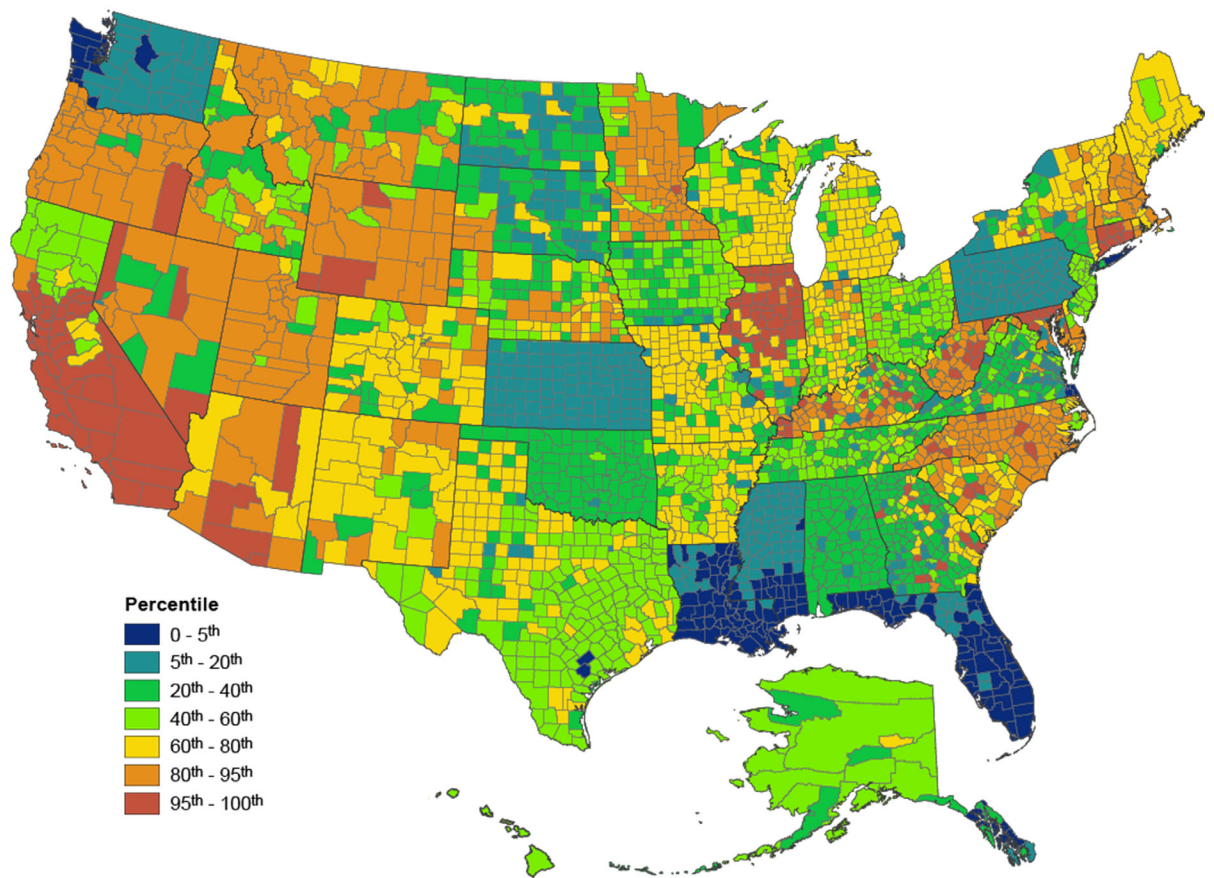 Percentile
0 - 5th
5th - 20th
20th - 40th
40th - 60th
60th - 80th
80th - 95th
95th - 100th